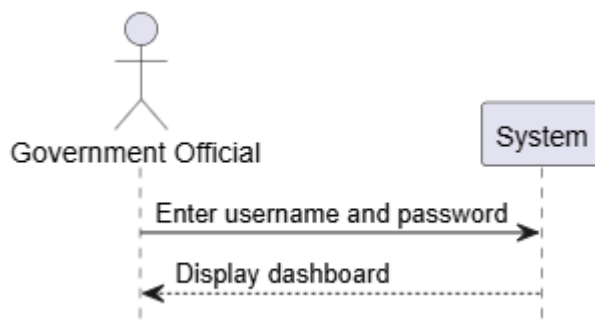 Government Official
System
Enter username and password
Display dashboard